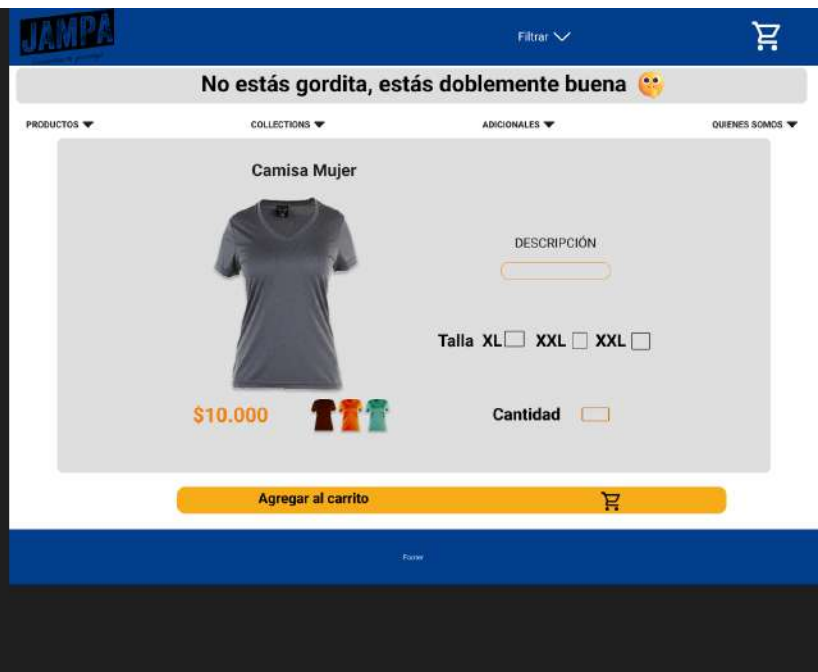 JAMPA
Filtrar
No estás gordita, estás doblemente buena
PRODUCTOS
COLLECTIONS
ADICIONALES
QUIENES SOMOS
Camisa Mujer
DESCRIPCIÓN
Talla XL XXL XXL
$10.000
Cantidad
Agregar al carrito
Footer